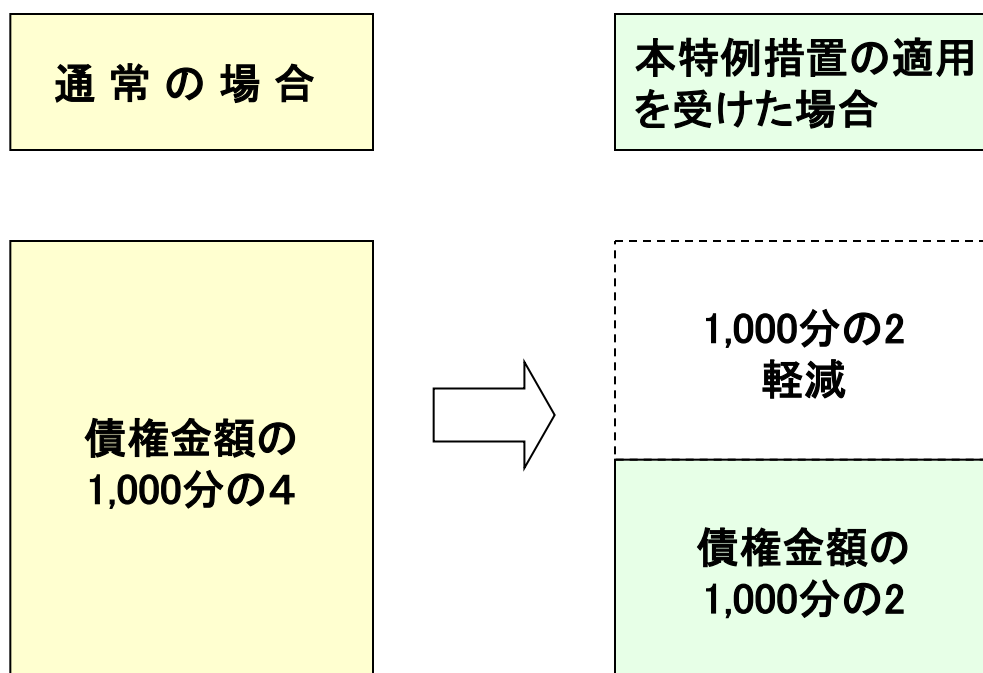 通常の場合
本特例措置の適用
を受けた場合
債権金額の
1,000分の４
1,000分の2
軽減
債権金額の
1,000分の2